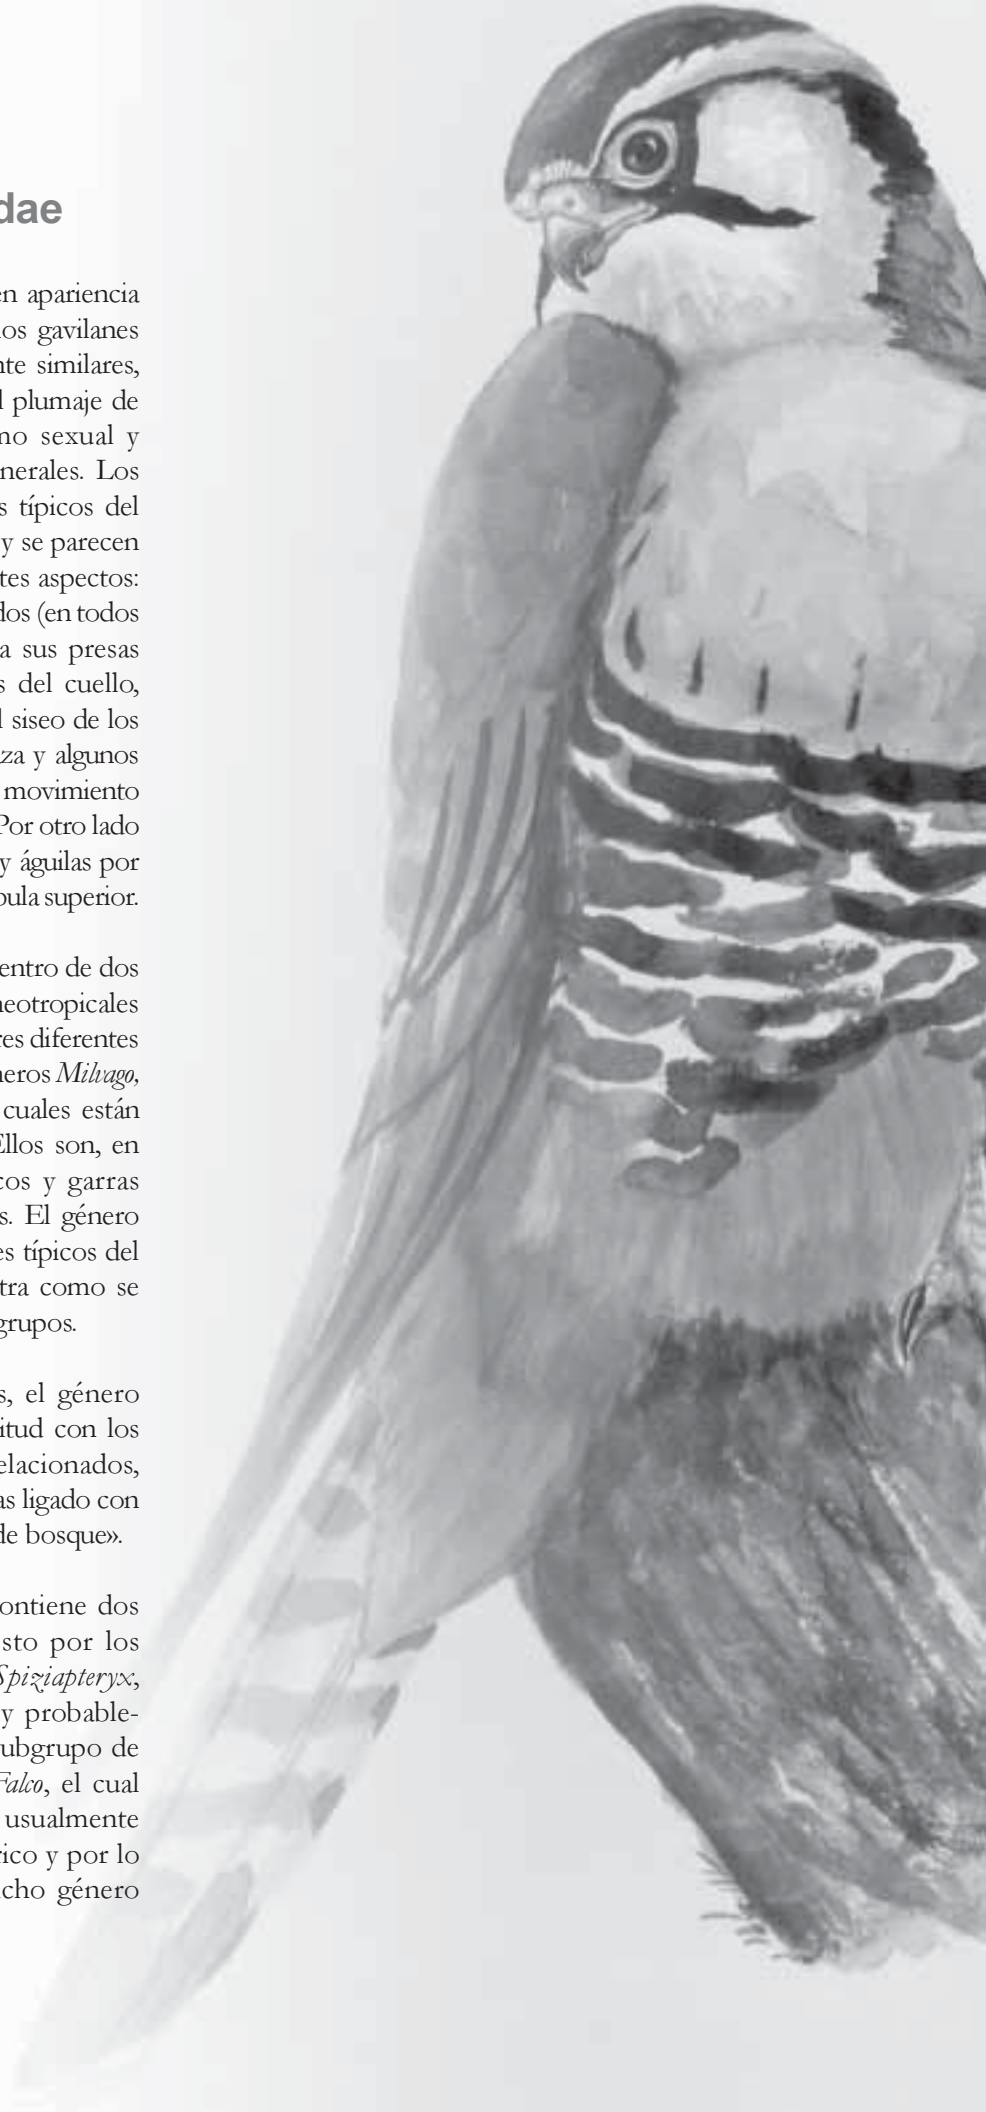 dae
en apariencia
os gavilanes
nte similares,
l plumaje de
no sexual y
nerales. Los
s típicos del
y se parecen
tes aspectos:
dos (en todos
a sus presas
s del cuello,
l siseo de los
za y algunos
movimiento
Por otro lado
y águilas por
bula superior.
entro de dos
neotropicales
res diferentes
neros Milvago,
cuales están
Ellos son, en
cos y garras
s. El género
es típicos del
tra como se
grupos.
s, el género
itud con los
elacionados,
as ligado con
de bosque».
ontiene dos
sto por los
Spiziapteryx,
y probable-
ubgrupo de
Falco, el cual
usualmente
rico y por lo
cho género